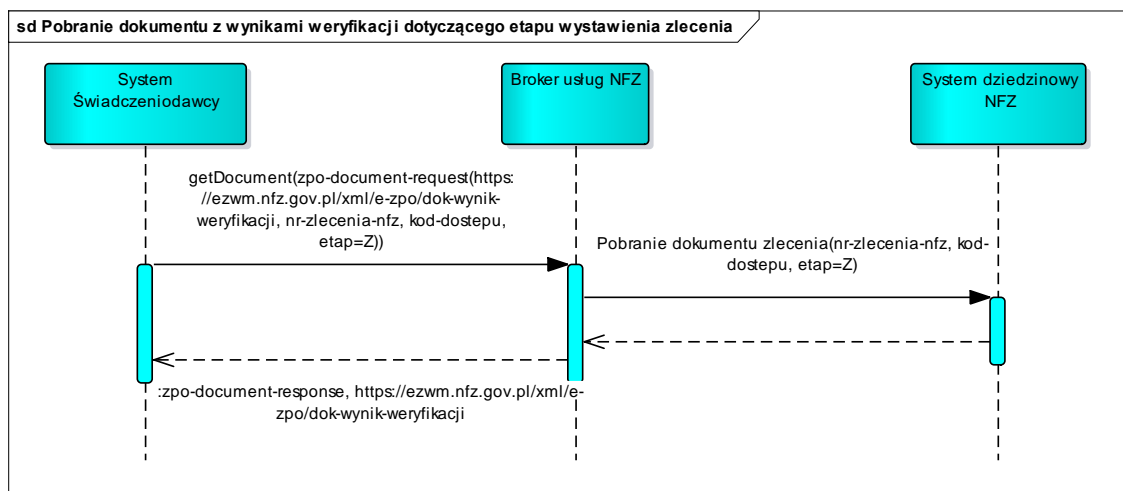 sd Pobranie dokumentu z wynikami weryfikacji dotyczącego etapu wystawienia zlecenia
System
Świadczeniodawcy
Broker usług NFZ
System dziedzinowy
NFZ
getDocument(zpo-document-request(https:
//ezwm.nfz.gov.pl/xml/e-zpo/dok-wynik-
weryfikacji, nr-zlecenia-nfz, kod-dostepu,
etap=Z))
Pobranie dokumentu zlecenia(nr-zlecenia-nfz, kod-
dostepu, etap=Z)
:zpo-document-response, https://ezwm.nfz.gov.pl/xml/e-
zpo/dok-wynik-weryfikacji